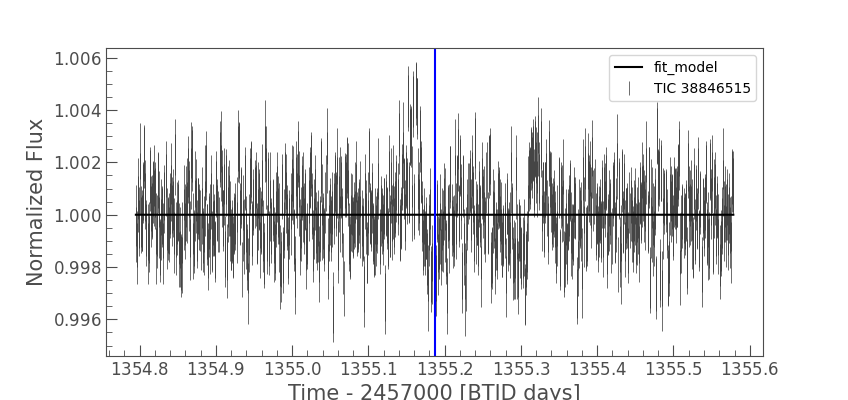 1.006
1.004
1.002
1.000
0.998
0.996
Normalized Flux
fit_model
TIC 38846515
1354.8 1354.9 1355.0 1355.1 1355.2 1355.3 1355.4 1355.5 1355.6
Time - 2457000 [BTJD days]